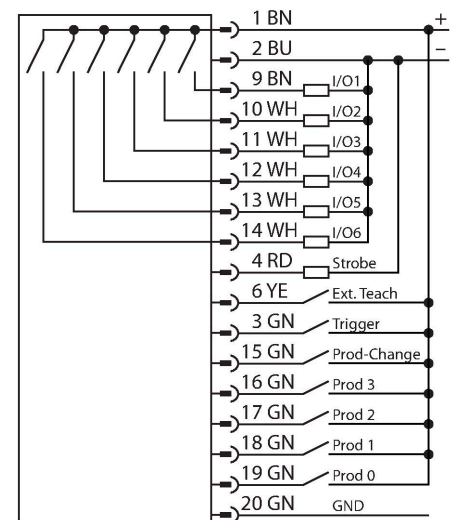 1 BN +
2 BU −
9 BN I/O1
10 WH I/O2
11 WH I/O3
12 WH I/O4
13 WH I/O5
14 WH I/O6
4 RD Strobe
6 YE Ext. Teach
3 GN Trigger
15 GN Prod-Change
16 GN Prod 3
17 GN Prod 2
18 GN Prod 1
19 GN Prod 0
20 GN GND